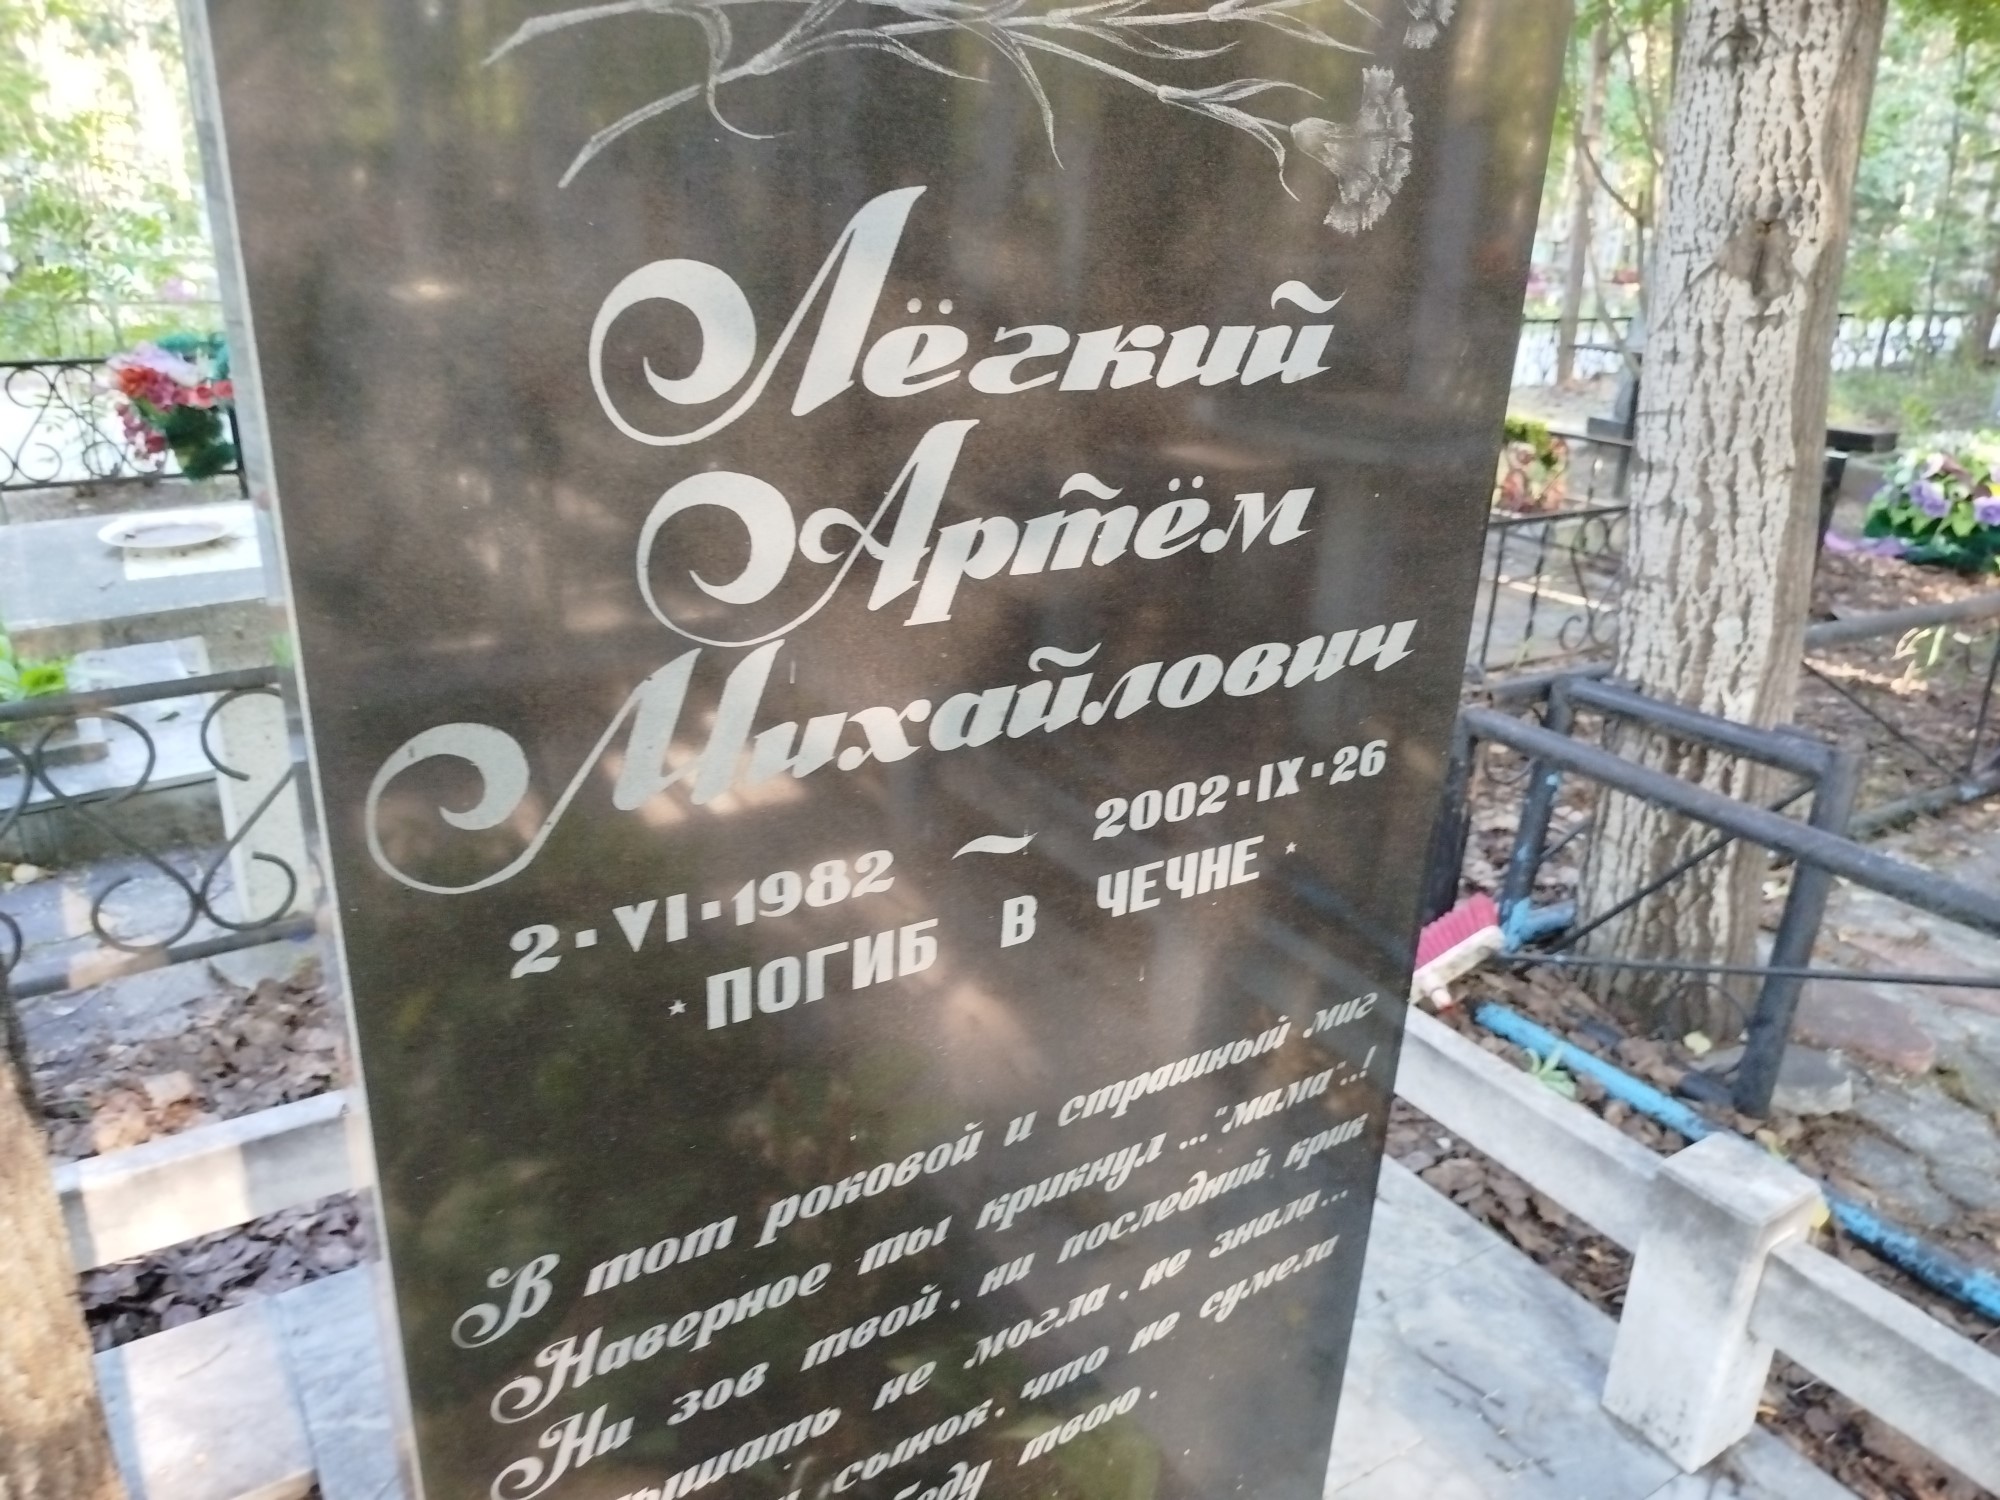 Лёгкий
Артём
Михайлович
2·VI·1982 ~ 2002·IX·26
* ПОГИБ В ЧЕЧНЕ *
В тот роковой и страшный миг
Наверное ты крикнул ... "мама"..!
Ни зов твой, ни последний крик
не могла, не знала...
сынок, что не сумела
твою.